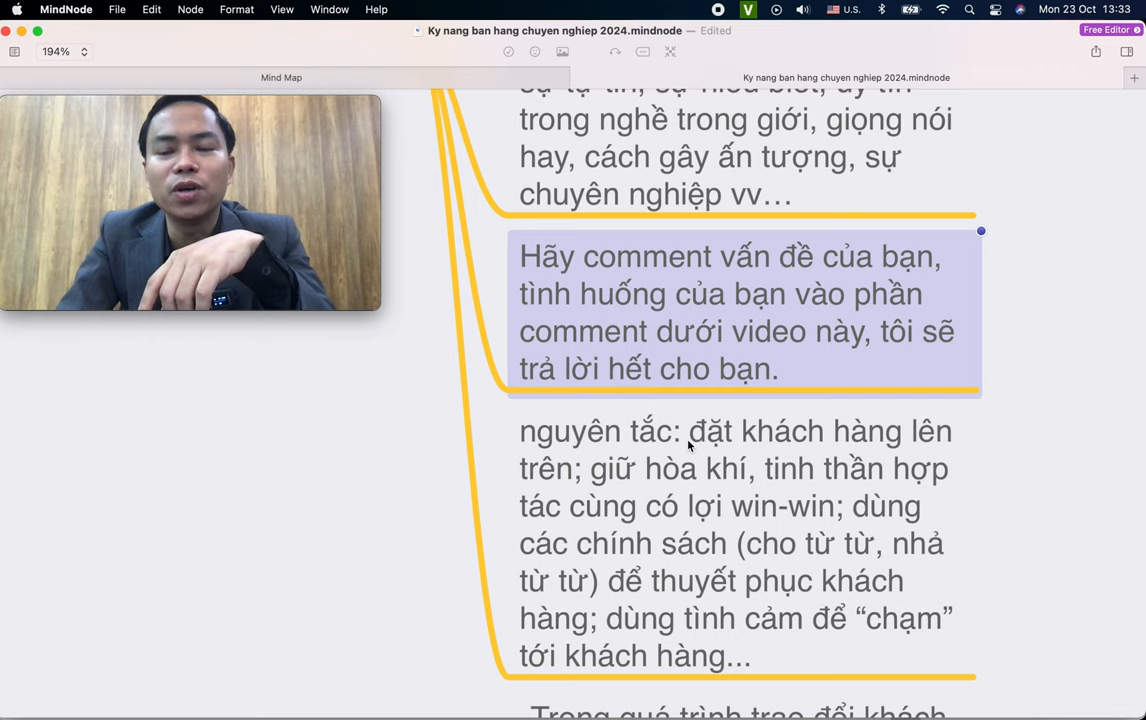 MindNode File Edit Node Format View Window Help V U.S. Mon 23 Oct 13:33
Ky nang ban hang chuyen nghiep 2024.mindnode — Edited
Free Editor
194%
Mind Map
Ky nang ban hang chuyen nghiep 2024.mindnode
trong nghề trong giới, giọng nói
hay, cách gây ấn tượng, sự
chuyên nghiệp vv...
Hãy comment vấn đề của bạn,
tình huống của bạn vào phần
comment dưới video này, tôi sẽ
trả lời hết cho bạn.
nguyên tắc: đặt khách hàng lên
trên; giữ hòa khí, tinh thần hợp
tác cùng có lợi win-win; dùng
các chính sách (cho từ từ, nhả
từ từ) để thuyết phục khách
hàng; dùng tình cảm để “chạm”
tới khách hàng...
Trong quá trình trao đổi khách